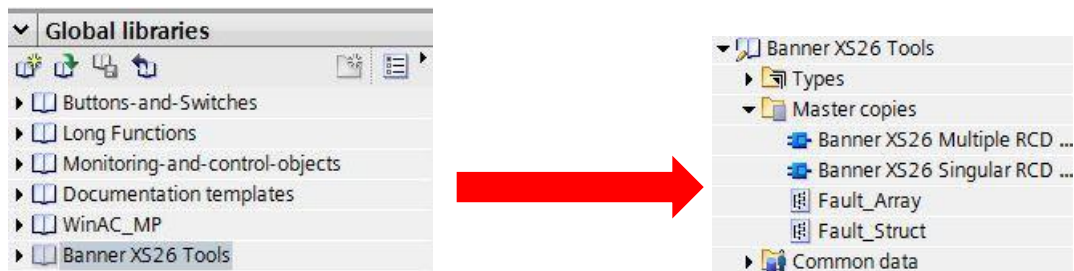 Global libraries
Buttons-and-Switches
Long Functions
Monitoring-and-control-objects
Documentation templates
WinAC_MP
Banner XS26 Tools
Banner XS26 Tools
Types
Master copies
Banner XS26 Multiple RCD ...
Banner XS26 Singular RCD ...
Fault_Array
Fault_Struct
Common data